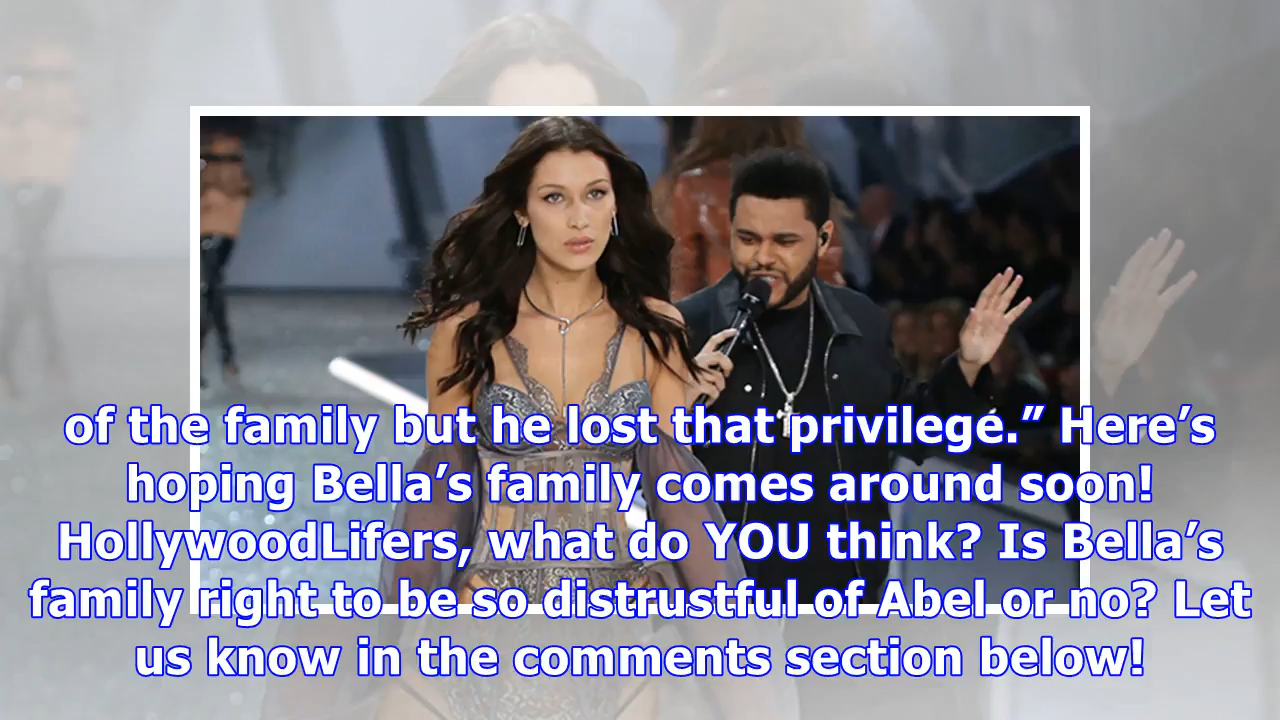 of the family but he lost that privilege.” Here’s
hoping Bella’s family comes around soon!
HollywoodLifers, what do YOU think? Is Bella’s
family right to be so distrustful of Abel or no? Let
us know in the comments section below!